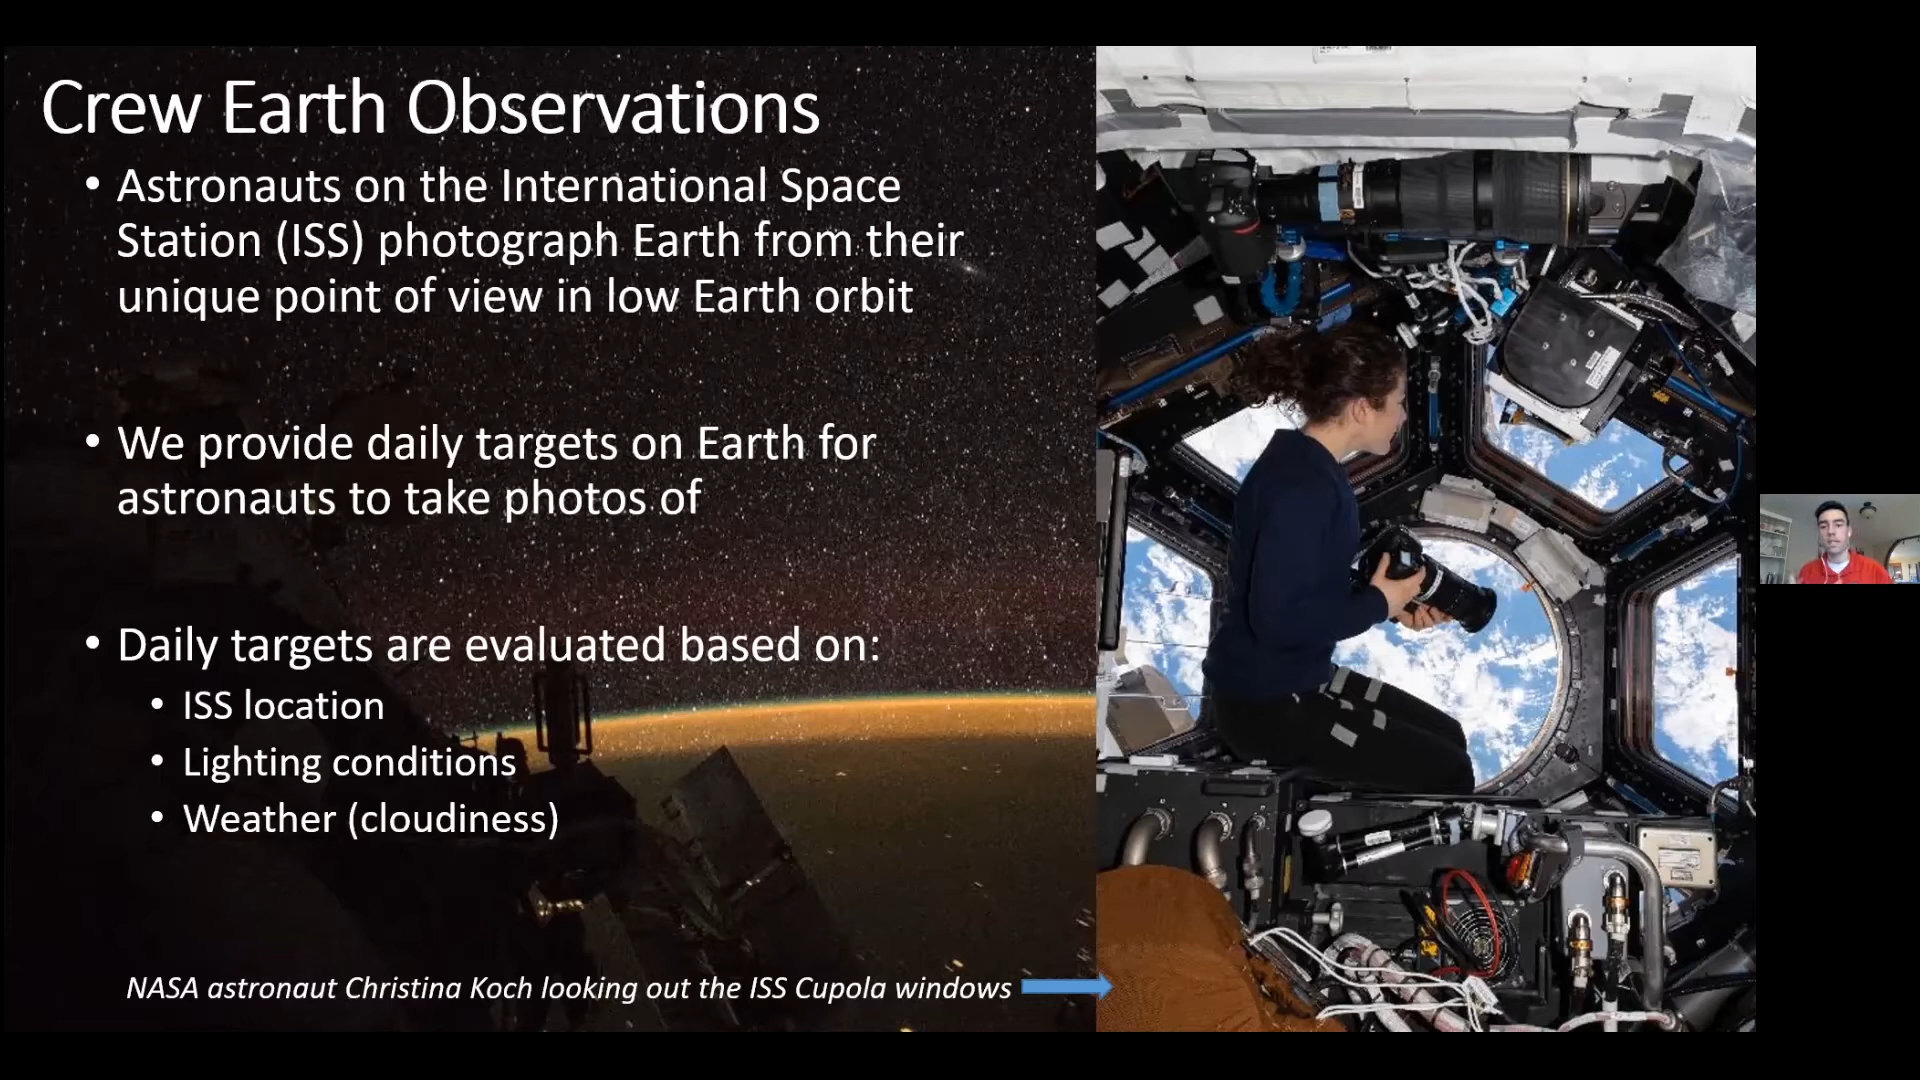 Crew Earth Observations
• Astronauts on the International Space
Station (ISS) photograph Earth from their
unique point of view in low Earth orbit
• We provide daily targets on Earth for
astronauts to take photos of
• Daily targets are evaluated based on:
• ISS location
• Lighting conditions
• Weather (cloudiness)
NASA astronaut Christina Koch looking out the ISS Cupola windows